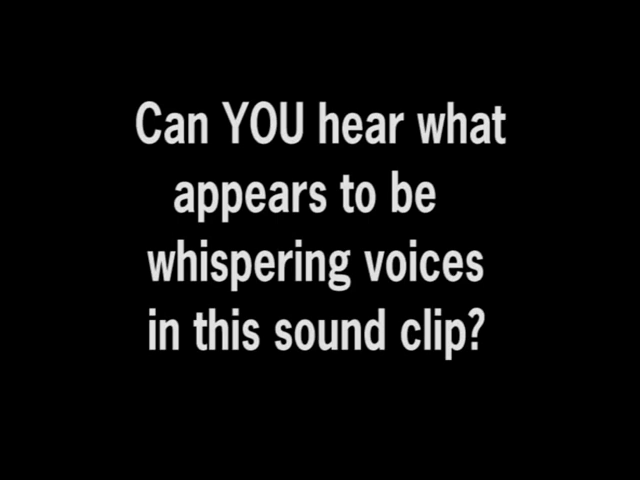 Can YOU hear what
appears to be
whispering voices
in this sound clip?